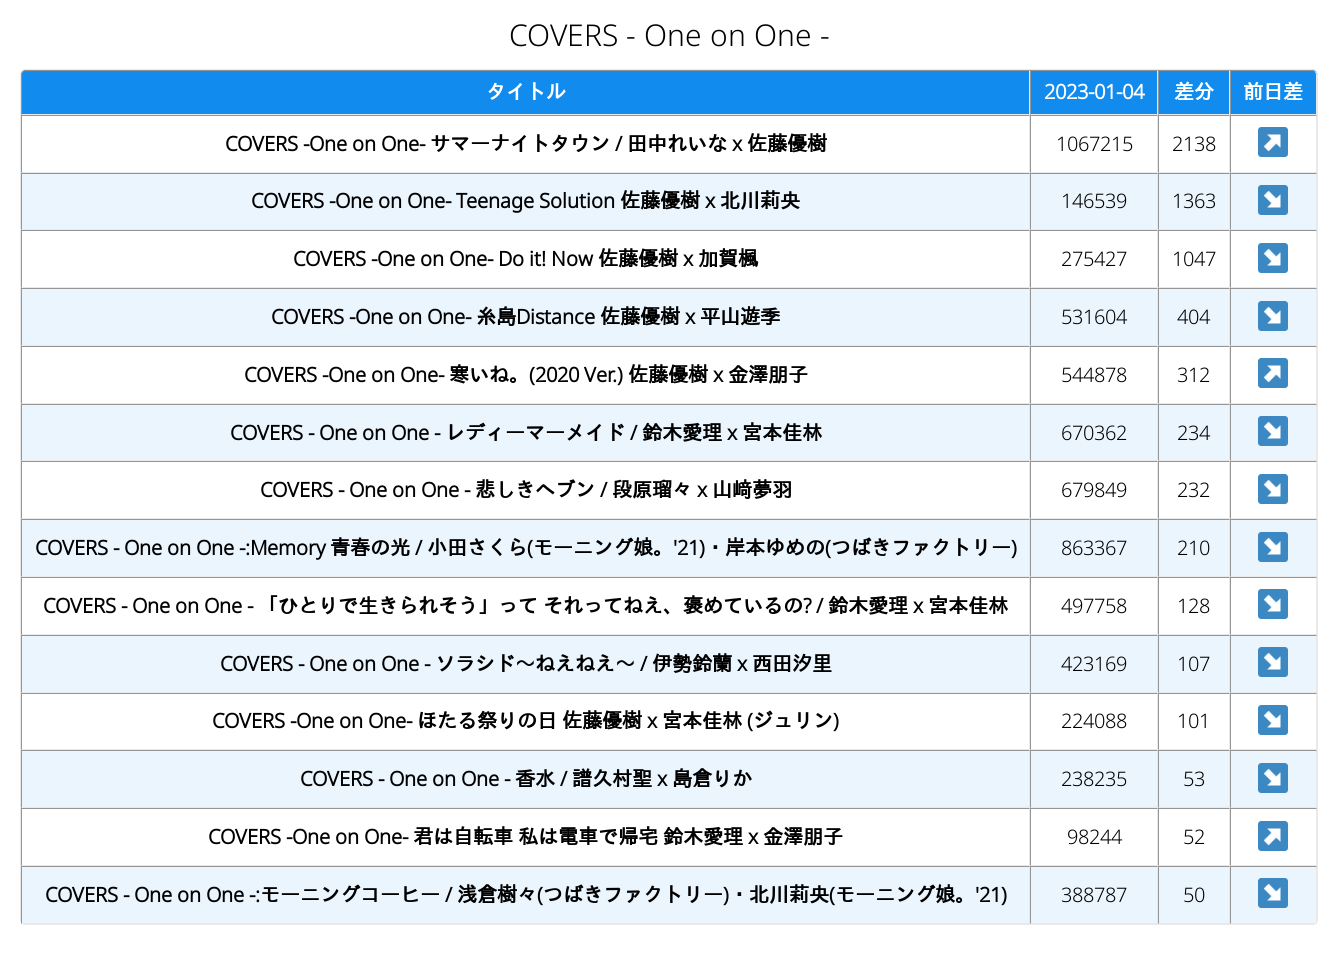 COVERS - One on One -
タイトル 2023-01-04 差分 前日差
COVERS -One on One- サマーナイトタウン / 田中れいな x 佐藤優樹 1067215 2138
COVERS -One on One- Teenage Solution 佐藤優樹 x 北川莉央 146539 1363
COVERS -One on One- Do it! Now 佐藤優樹 x 加賀楓 275427 1047
COVERS -One on One- 糸島Distance 佐藤優樹 x 平山遊季 531604 404
COVERS -One on One- 寒いね。(2020 Ver.) 佐藤優樹 x 金澤朋子 544878 312
COVERS - One on One - レディーマーメイド / 鈴木愛理 x 宮本佳林 670362 234
COVERS - One on One - 悲しきヘブン / 段原瑠々 x 山﨑夢羽 679849 232
COVERS - One on One -:Memory 青春の光 / 小田さくら(モーニング娘。'21)・岸本ゆめの(つばきファクトリー) 863367 210
COVERS - One on One - 「ひとりで生きられそう」って それってねえ、褒めているの? / 鈴木愛理 x 宮本佳林 497758 128
COVERS - One on One - ソラシド～ねえねえ～ / 伊勢鈴蘭 x 西田汐里 423169 107
COVERS -One on One- ほたる祭りの日 佐藤優樹 x 宮本佳林 (ジュリン) 224088 101
COVERS - One on One - 香水 / 譜久村聖 x 島倉りか 238235 53
COVERS -One on One- 君は自転車 私は電車で帰宅 鈴木愛理 x 金澤朋子 98244 52
COVERS - One on One -:モーニングコーヒー / 浅倉樹々(つばきファクトリー)・北川莉央(モーニング娘。'21) 388787 50